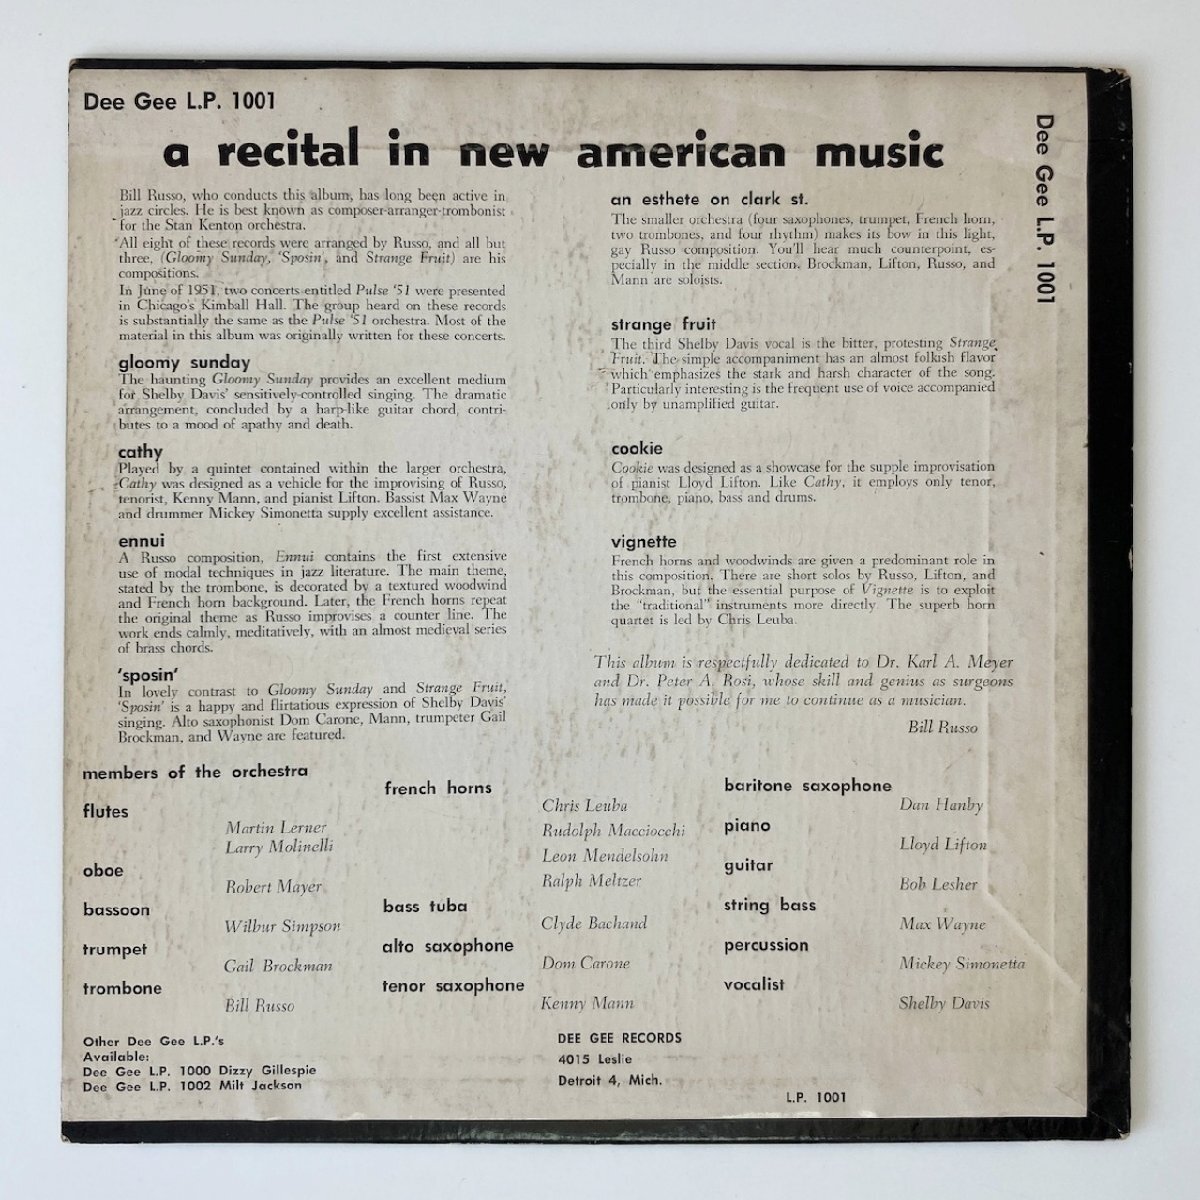 Dee Gee L.P. 1001
a recital in new american music
Bill Russo, who conducts this album, has long been active in
jazz circles. He is best known as composer-arranger-trombonist
for the Stan Kenton orchestra.
All eight of these records were arranged by Russo, and all but
three, (Gloomy Sunday, 'Sposin', and Strange Fruit) are his
compositions.
In June of 1951, two concerts entitled Pulse '51 were presented
in Chicago's Kimball Hall. The group heard on these records
is substantially the same as the Pulse '51 orchestra. Most of the
material in this album was originally written for these concerts.
gloomy sunday
The haunting Gloomy Sunday provides an excellent medium
for Shelby Davis' sensitively-controlled singing. The dramatic
arrangement, concluded by a harp-like guitar chord, contri-
butes to a mood of apathy and death.
cathy
Played by a quintet contained within the larger orchestra,
Cathy was designed as a vehicle for the improvising of Russo,
tenorist, Kenny Mann, and pianist Lifton. Bassist Max Wayne
and drummer Mickey Simonetta supply excellent assistance.
ennui
A Russo composition, Ennui contains the first extensive
use of modal techniques in jazz literature. The main theme,
stated by the trombone, is decorated by a textured woodwind
and French horn background. Later, the French horns repeat
the original theme as Russo improvises a counter line. The
work ends calmly, meditatively, with an almost medieval series
of brass chords.
'sposin'
In lovely contrast to Gloomy Sunday and Strange Fruit,
'Sposin' is a happy and flirtatious expression of Shelby Davis'
singing. Alto saxophonist Dom Carone, Mann, trumpeter Gail
Brockman, and Wayne are featured.
an esthete on clark st.
The smaller orchestra (four saxophones, trumpet, French horn,
two trombones, and four rhythm) makes its bow in this light,
gay Russo composition. You'll hear much counterpoint, es-
pecially in the middle section. Brockman, Lifton, Russo, and
Mann are soloists.
strange fruit
The third Shelby Davis vocal is the bitter, protesting Strange
Fruit. The simple accompaniment has an almost folkish flavor
which emphasizes the stark and harsh character of the song.
Particularly interesting is the frequent use of voice accompanied
only by unamplified guitar.
cookie
Cookie was designed as a showcase for the supple improvisation
of pianist Lloyd Lifton. Like Cathy, it employs only tenor,
trombone, piano, bass and drums.
vignette
French horns and woodwinds are given a predominant role in
this composition. There are short solos by Russo, Lifton, and
Brockman, but the essential purpose of Vignette is to exploit
the "traditional" instruments more directly. The superb horn
quartet is led by Chris Leuba.
This album is respectfully dedicated to Dr. Karl A. Meyer
and Dr. Peter A. Rosi, whose skill and genius as surgeons
has made it possible for me to continue as a musician.
Bill Russo
Dee Gee L.P. 1001
members of the orchestra
flutes
Martin Lerner
Larry Molinelli
oboe
Robert Mayer
bassoon
Wilbur Simpson
trumpet
Gail Brockman
trombone
Bill Russo
french horns
Chris Leuba
Rudolph Macciocchi
Leon Mendelsohn
Ralph Meltzer
bass tuba
Clyde Bachand
alto saxophone
Dom Carone
tenor saxophone
Kenny Mann
baritone saxophone
Dan Hanby
piano
Lloyd Lifton
guitar
Bob Lesher
string bass
Max Wayne
percussion
Mickey Simonetta
vocalist
Shelby Davis
Other Dee Gee L.P.'s
Available:
Dee Gee L.P. 1000 Dizzy Gillespie
Dee Gee L.P. 1002 Milt Jackson
DEE GEE RECORDS
4015 Leslie
Detroit 4, Mich.
L.P. 1001